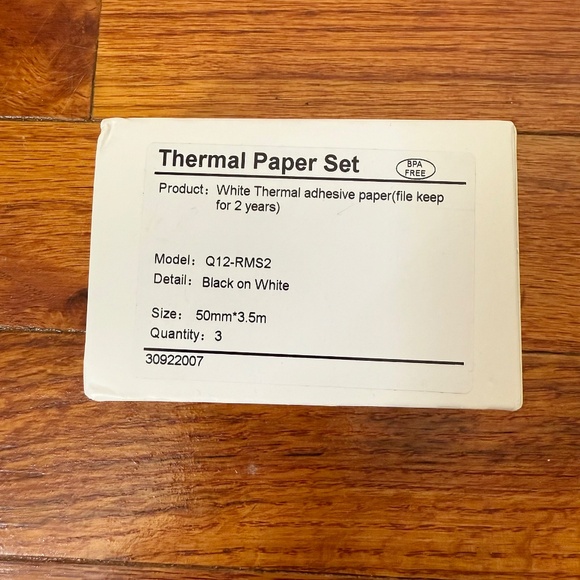 Thermal Paper Set
BPA
FREE
Product：White Thermal adhesive paper(file keep
for 2 years)
Model：Q12-RMS2
Detail：Black on White
Size： 50mm*3.5m
Quantity：3
30922007